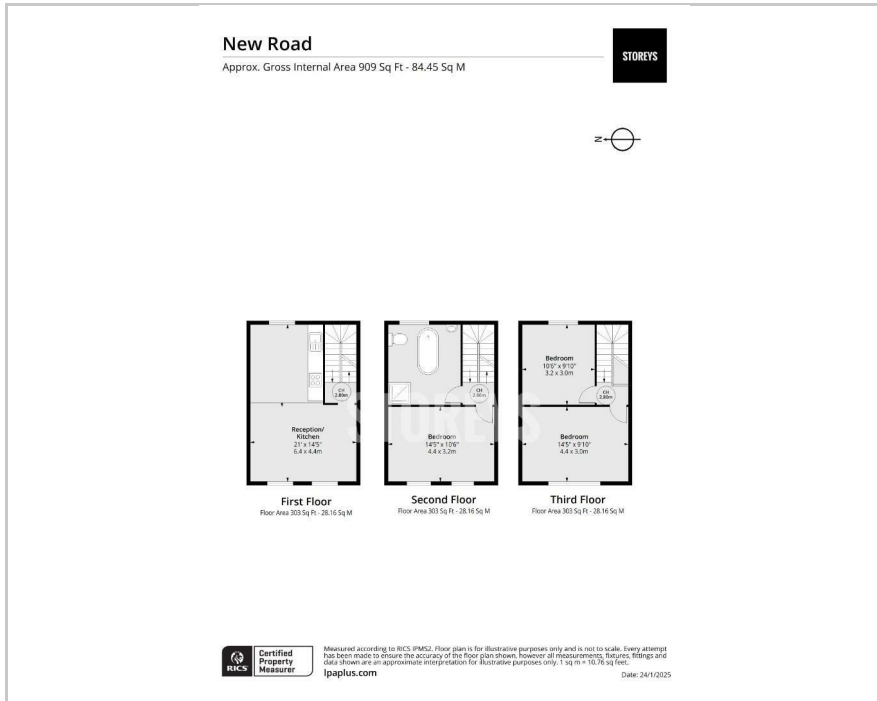 New Road
Approx. Gross Internal Area 909 Sq Ft - 84.45 Sq M
STOREYS
N
Reception/
Kitchen
21' x 14'5"
6.4 x 4.4m
CH
2.80m
First Floor
Floor Area 303 Sq Ft - 28.16 Sq M
Bedroom
14'5" x 10'6"
4.4 x 3.2m
CH
Second Floor
Floor Area 303 Sq Ft - 28.16 Sq M
Bedroom
10'6" x 9'10"
3.2 x 3.0m
CH
2.80m
Bedroom
14'5" x 9'10"
4.4 x 3.0m
Third Floor
Floor Area 303 Sq Ft - 28.16 Sq M
STOREYS
RICS
Certified
Property
Measurer
Measured according to RICS IPMS2. Floor plan is for illustrative purposes only and is not to scale. Every attempt
has been made to ensure the accuracy of the floor plan shown, however all measurements, fixtures, fittings and
data shown are an approximate interpretation for illustrative purposes only. 1 sq m = 10.76 sq feet.
lpaplus.com
Date: 24/1/2025